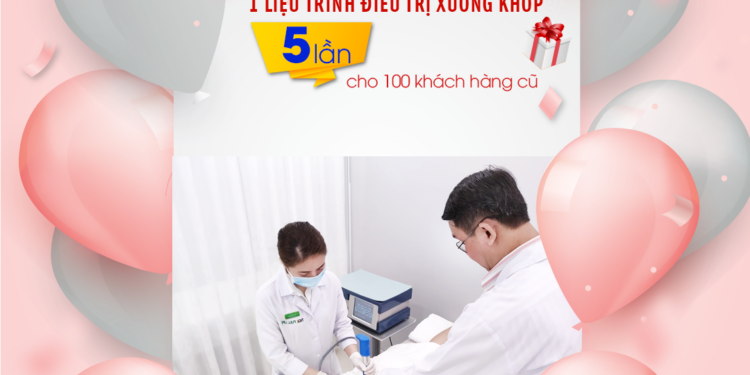 1 LIỆU TRÌNH ĐIỀU TRỊ XƯƠNG KHỚP
5 lần
cho 100 khách hàng cũ